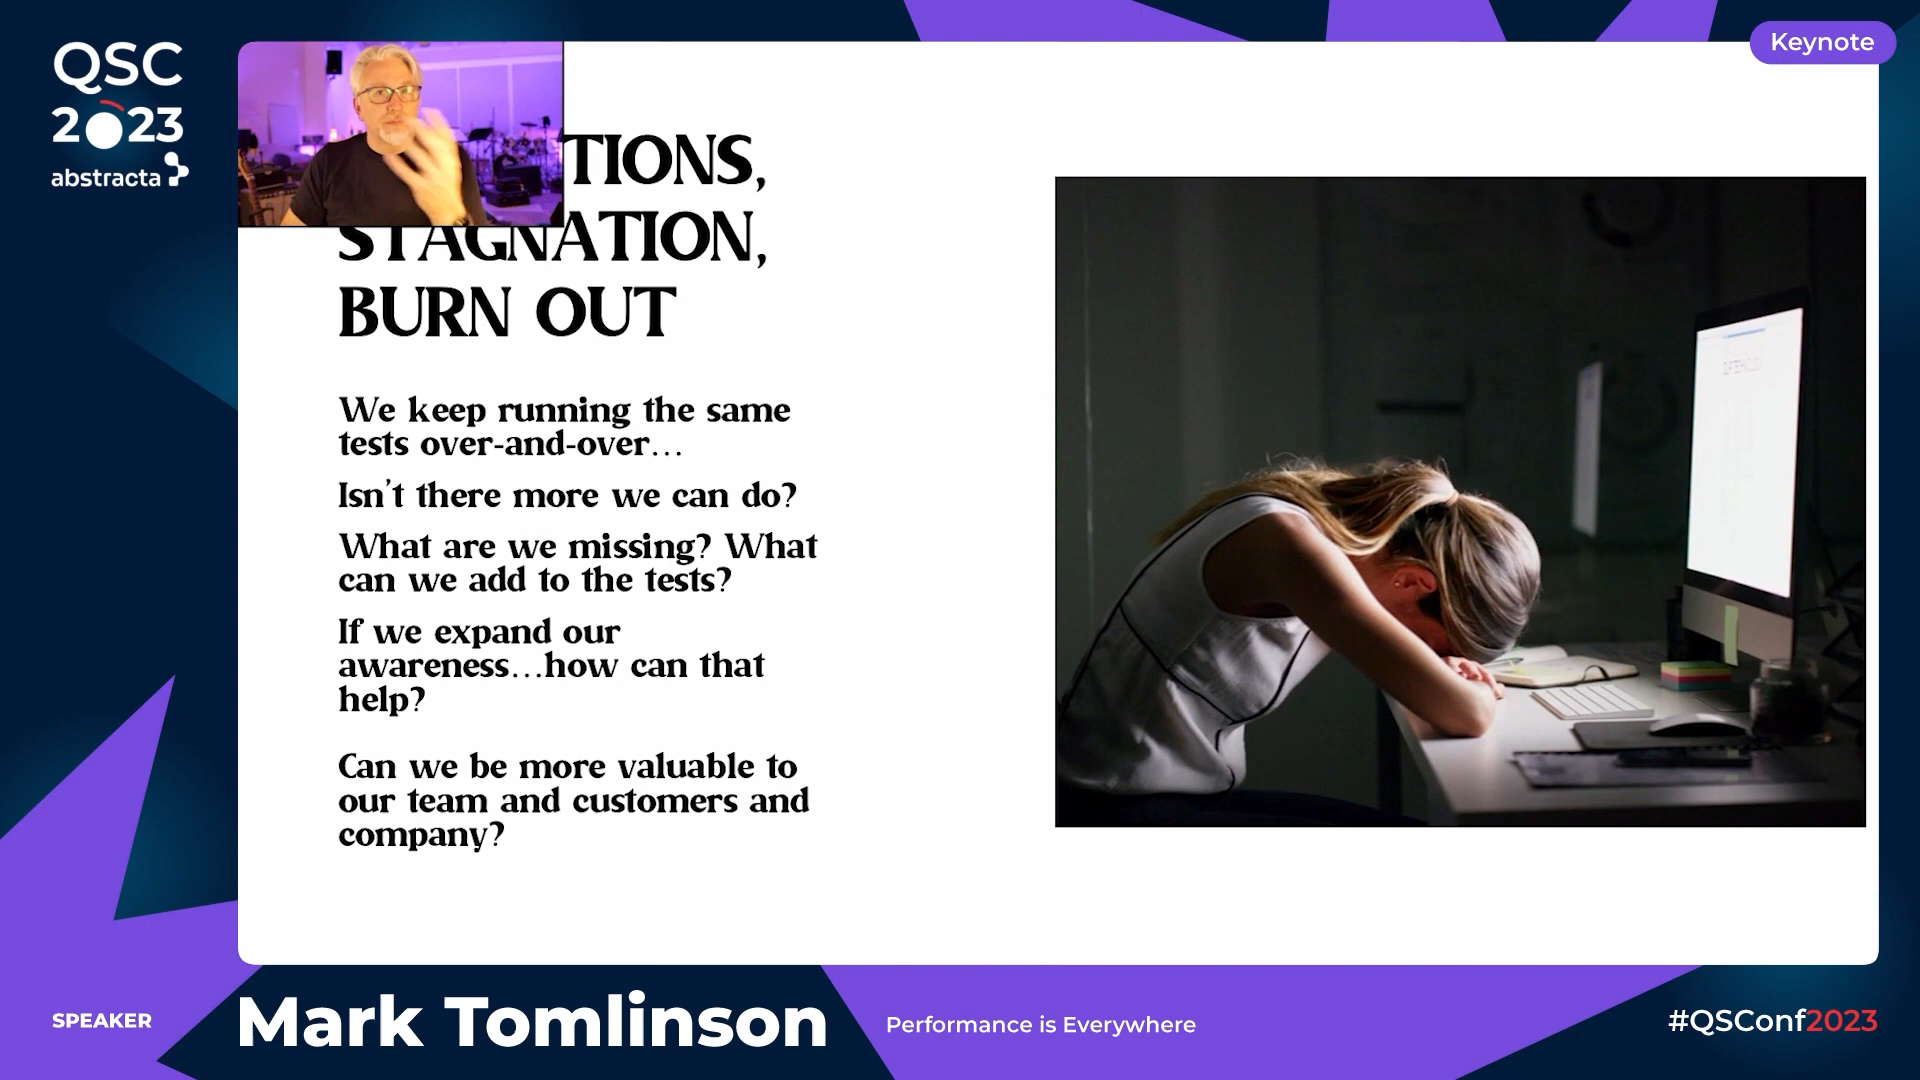 QSC
2023
abstracta
Keynote
STAGNATION,
BURN OUT
We keep running the same
tests over-and-over…
Isn't there more we can do?
What are we missing? What
can we add to the tests?
If we expand our
awareness…how can that
help?
Can we be more valuable to
our team and customers and
company?
SPEAKER
Mark Tomlinson
Performance is Everywhere
#QSConf2023